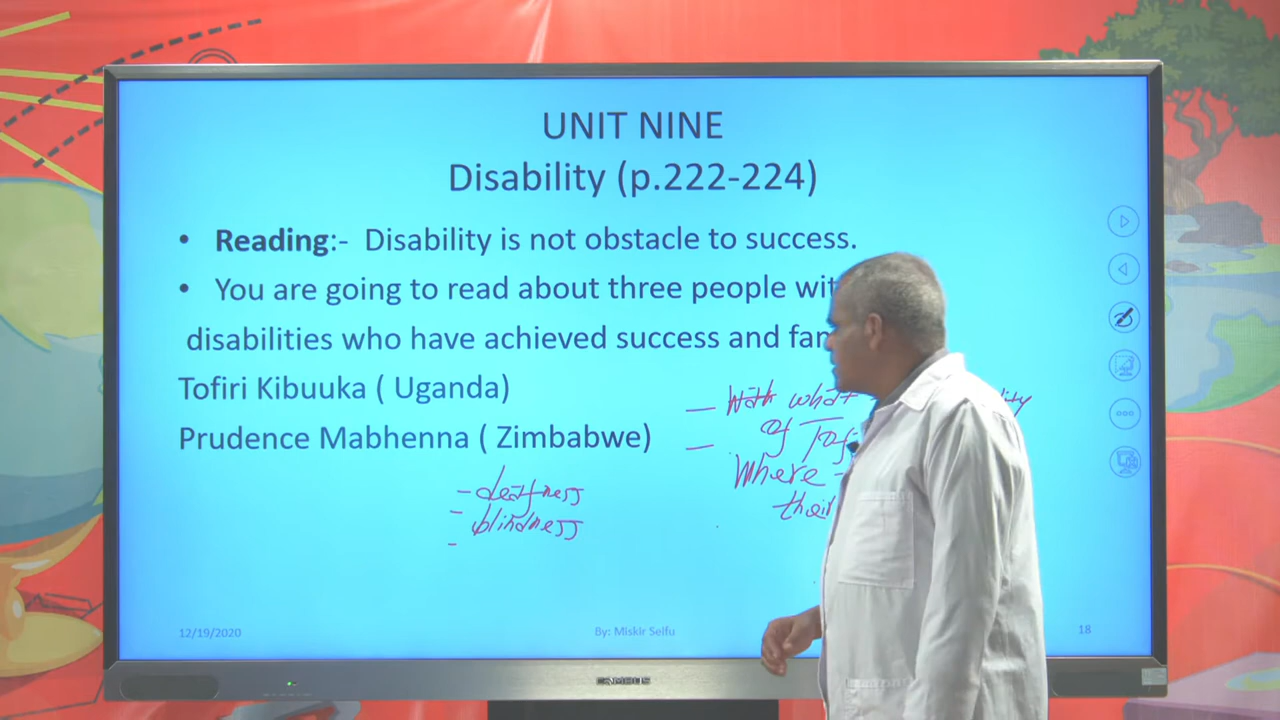 UNIT NINE
Disability (p.222-224)
• Reading:- Disability is not obstacle to success.
• You are going to read about three people wit
disabilities who have achieved success and fam
Tofiri Kibuuka ( Uganda)
Prudence Mabhenna ( Zimbabwe)
- deafness
- blindness
-
— With what
of Tof
— Where -
their
12/19/2020
By: Miskir Seifu
18